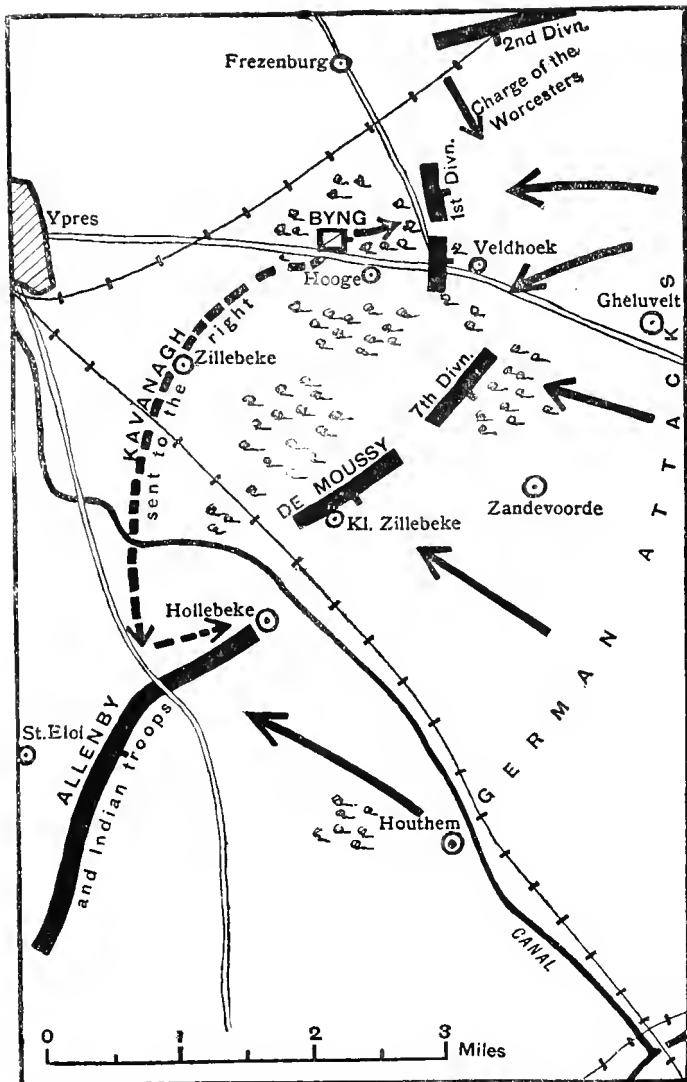 2nd Divn.
Frezenburg
Charge of the
Worcesters
1st Divn.
Ypres
BYNG
Veldhoek
Hooge
Gheluvelt
KAVANAGH
sent to the right
Zillebeke
7th Divn.
DE MOUSSY
Kl. Zillebeke
Zandevoorde
GERMAN ATTACKS
Hollebeke
St. Eloi
ALLENBY
and Indian troops
Houthem
CANAL
0 1 2 3
Miles